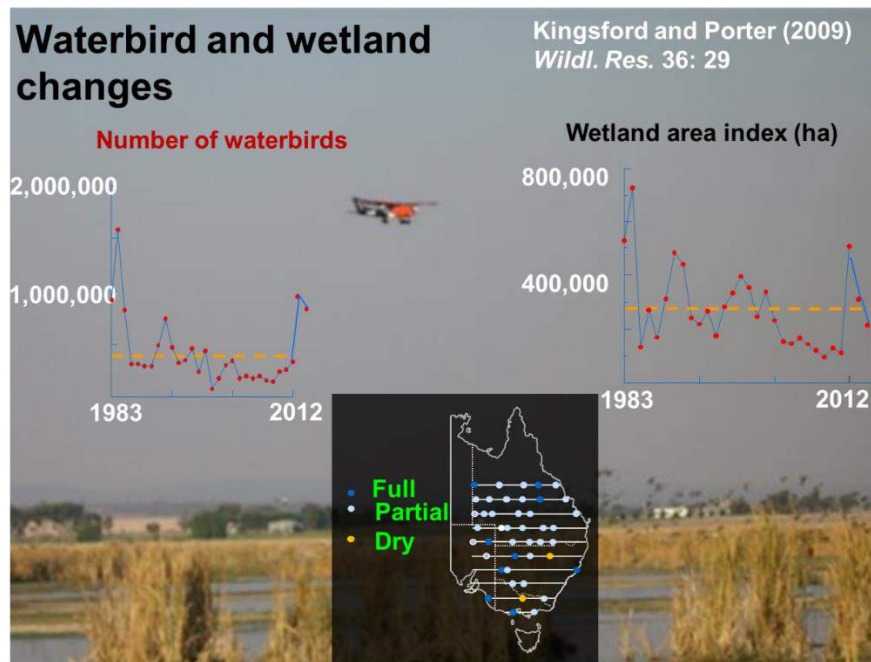 Waterbird and wetland
changes
Kingsford and Porter (2009)
Wildl. Res. 36: 29
Number of waterbirds
2,000,000
1,000,000
1983
2012
Wetland area index (ha)
800,000
400,000
1983
2012
Full
Partial
Dry